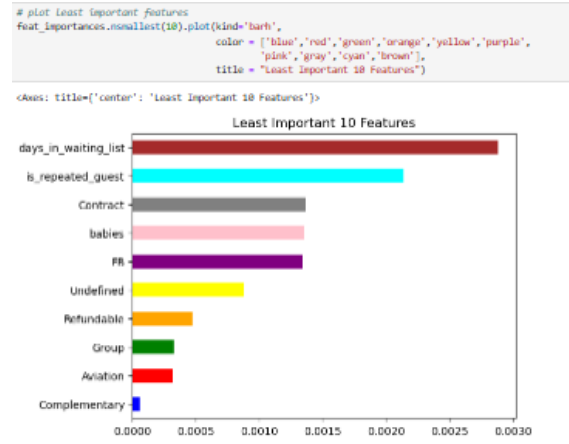 # plot Least important features
feat_importances.nsmallest(10).plot(kind='barh',
color = ['blue','red','green','orange','yellow','purple',
'pink','gray','cyan','brown'],
title = "Least Important 10 Features")
<Axes: title={'center': 'Least Important 10 Features'}>
Least Important 10 Features
days_in_waiting_list
is_repeated_guest
Contract
babies
FR
Undefined
Refundable
Group
Aviation
Complementary
0.0000 0.0005 0.0010 0.0015 0.0020 0.0025 0.0030